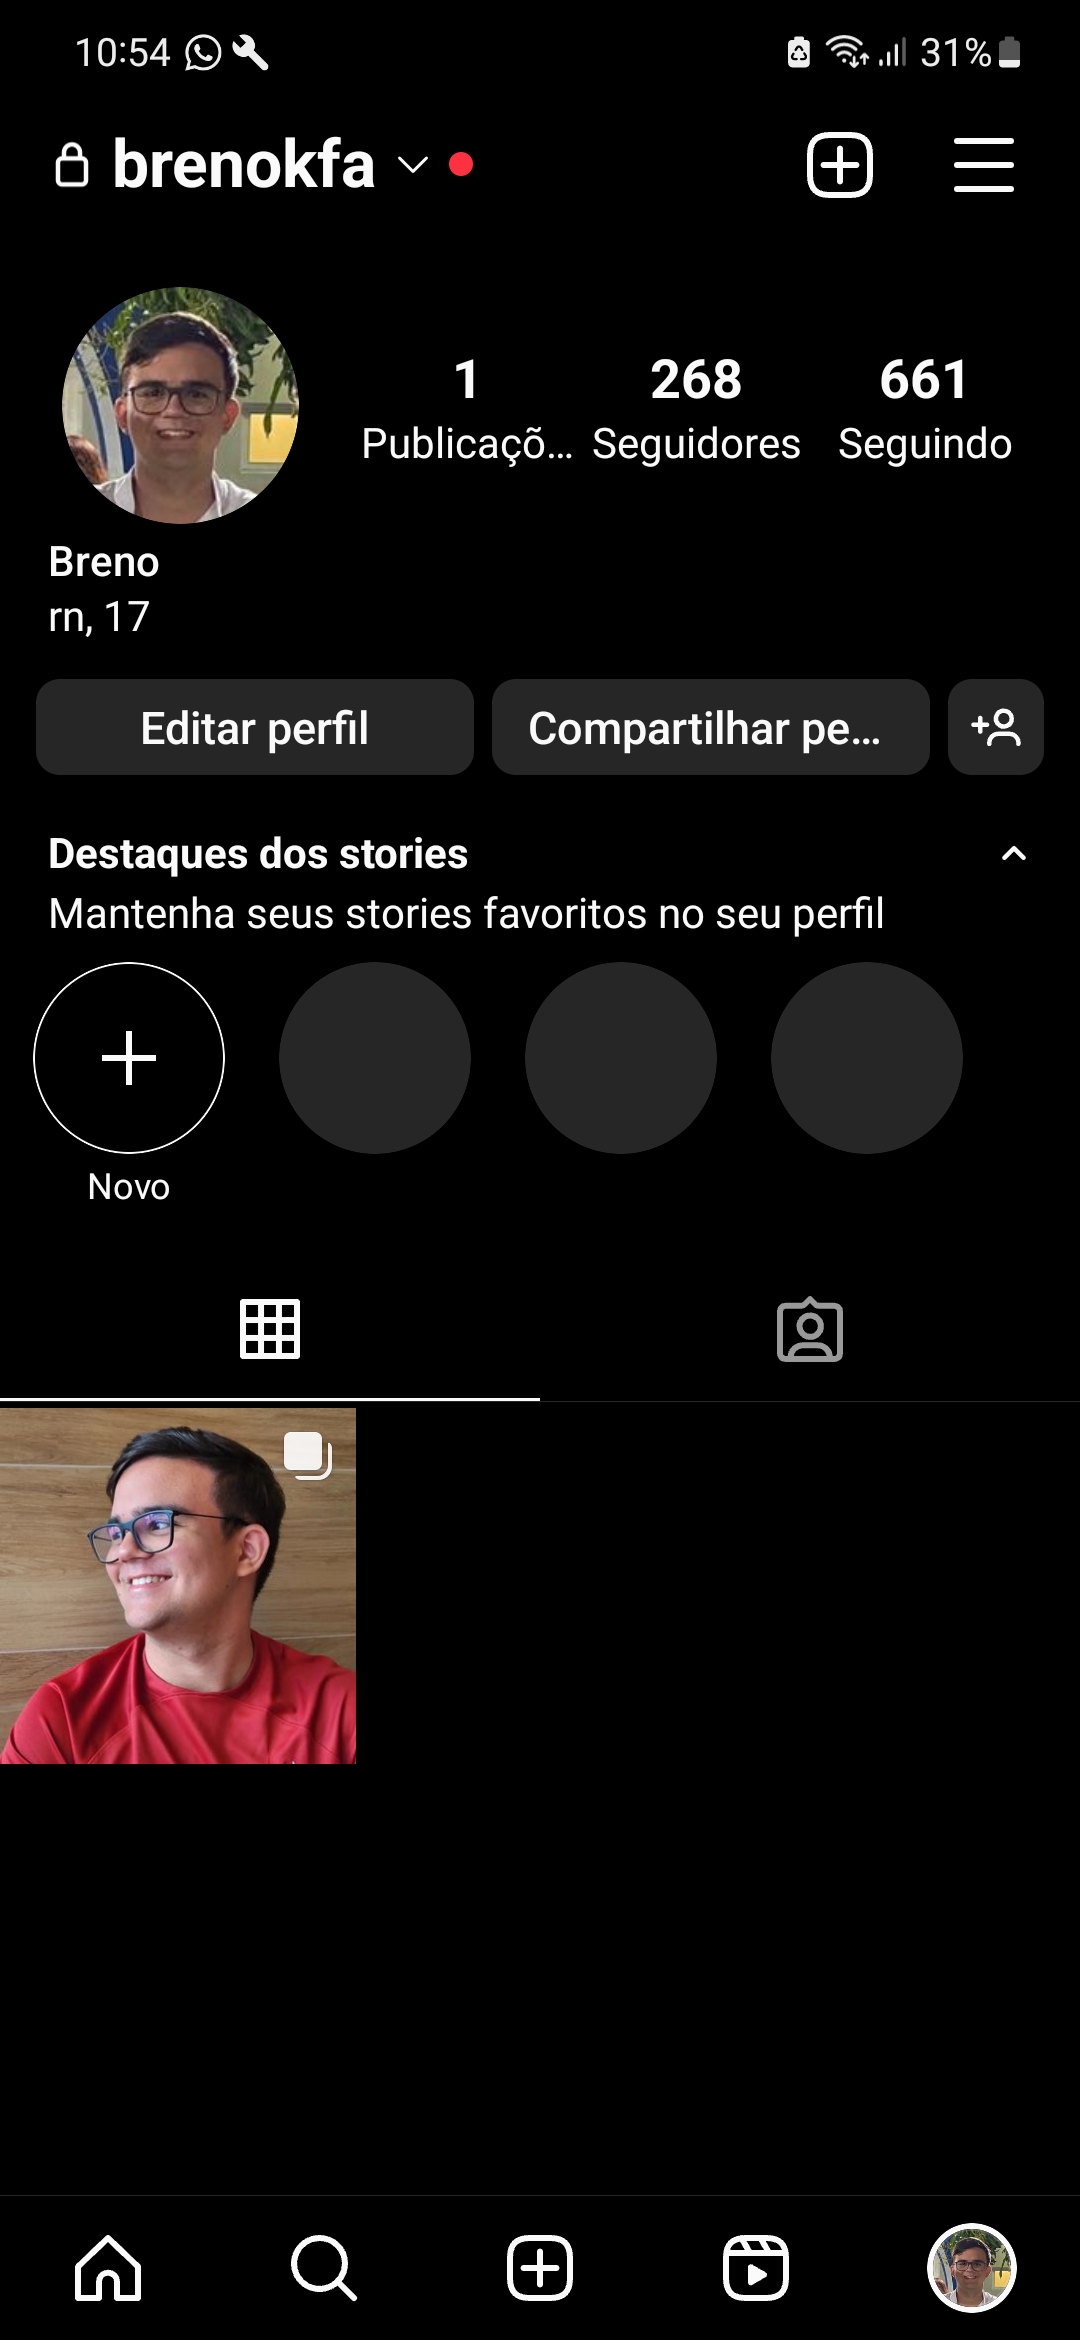 10:54 31%
brenokfa
1 268 661
Publicaçõ... Seguidores Seguindo
Breno
rn, 17
Editar perfil Compartilhar pe...
Destaques dos stories
Mantenha seus stories favoritos no seu perfil
Novo